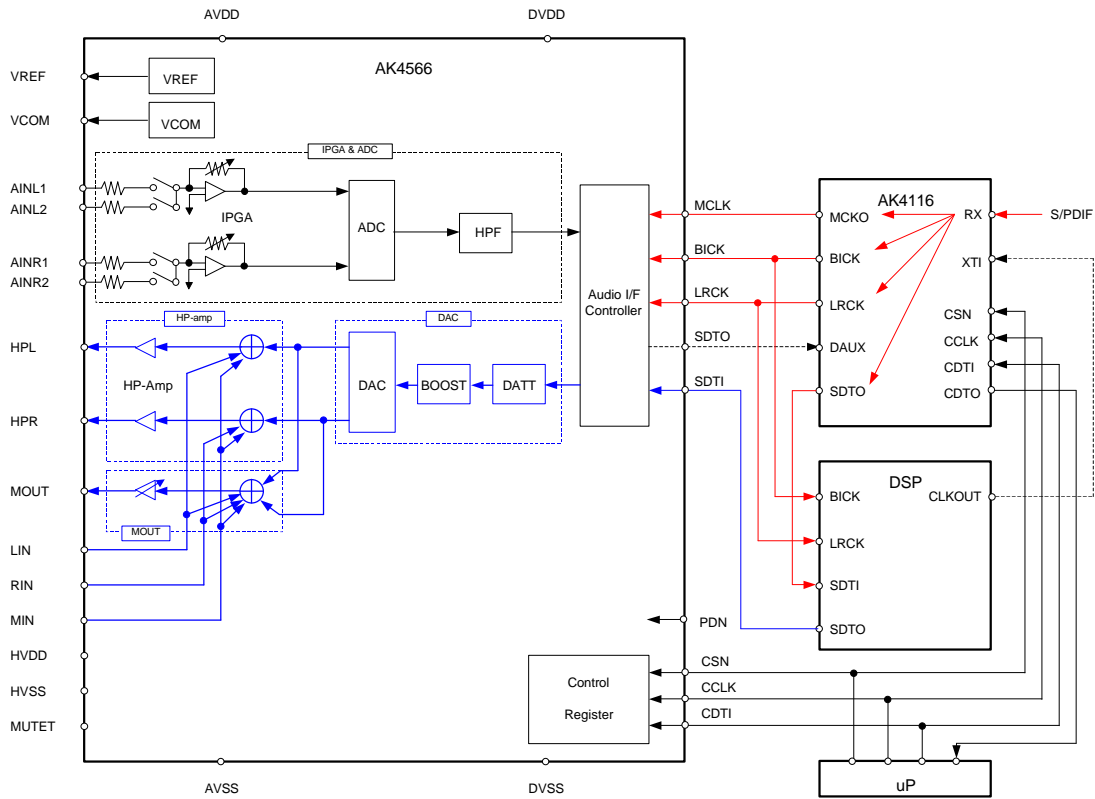 AVDD
DVDD
AK4566
VREF
VREF
VCOM
VCOM
IPGA & ADC
AINL1
AINL2
IPGA
ADC
HPF
AINR1
AINR2
Audio I/F
Controller
MCLK
BICK
LRCK
SDTO
SDTI
AK4116
MCKO
RX
S/PDIF
BICK
XTI
LRCK
CSN
DAUX
CCLK
CDTI
SDTO
CDTO
HP-amp
DAC
HPL
HP-Amp
DAC
BOOST
DATT
HPR
MOUT
MOUT
LIN
RIN
MIN
HVDD
HVSS
MUTET
DSP
BICK
CLKOUT
LRCK
SDTI
SDTO
PDN
Control
Register
CSN
CCLK
CDTI
AVSS
DVSS
uP